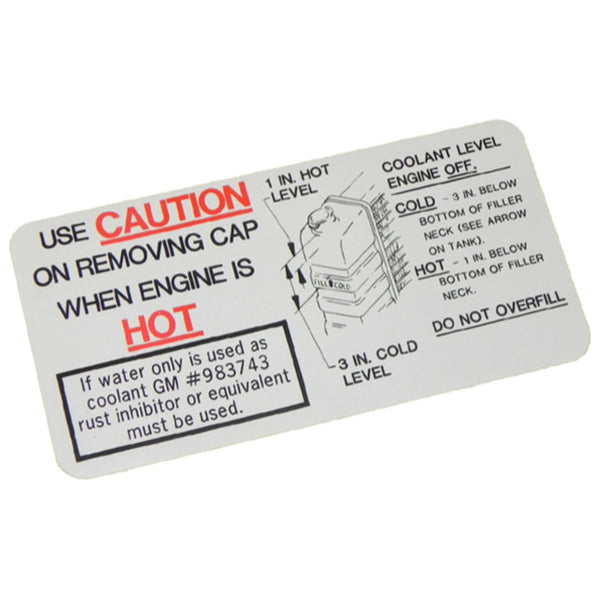 USE CAUTION
ON REMOVING CAP
WHEN ENGINE IS
HOT
If water only is used as
coolant GM #983743
rust inhibitor or equivalent
must be used.
1 IN. HOT
LEVEL
FILL COLD
3 IN. COLD
LEVEL
COOLANT LEVEL
ENGINE OFF.
COLD - 3 IN. BELOW
BOTTOM OF FILLER
NECK (SEE ARROW
ON TANK).
HOT - 1 IN. BELOW
BOTTOM OF FILLER
NECK.
DO NOT OVERFILL